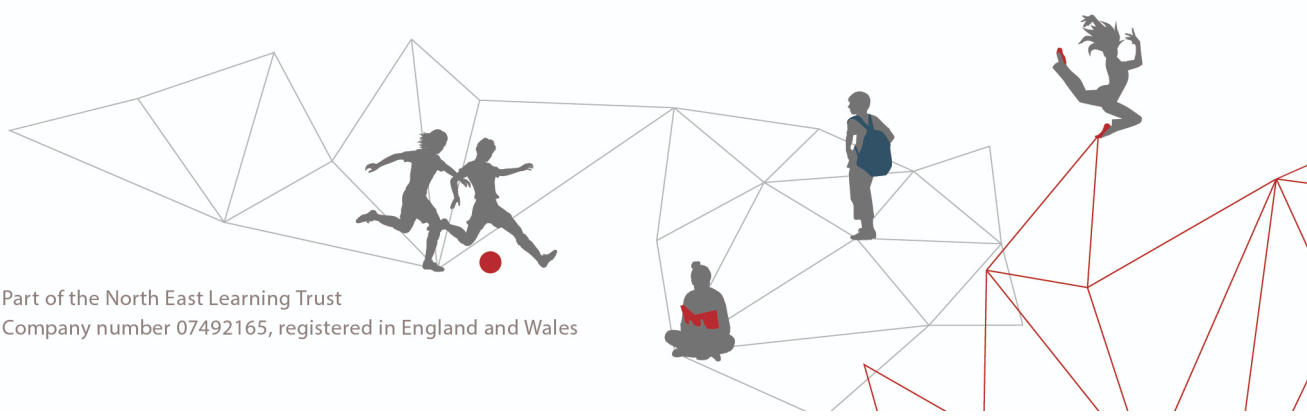 Part of the North East Learning Trust
Company number 07492165, registered in England and Wales